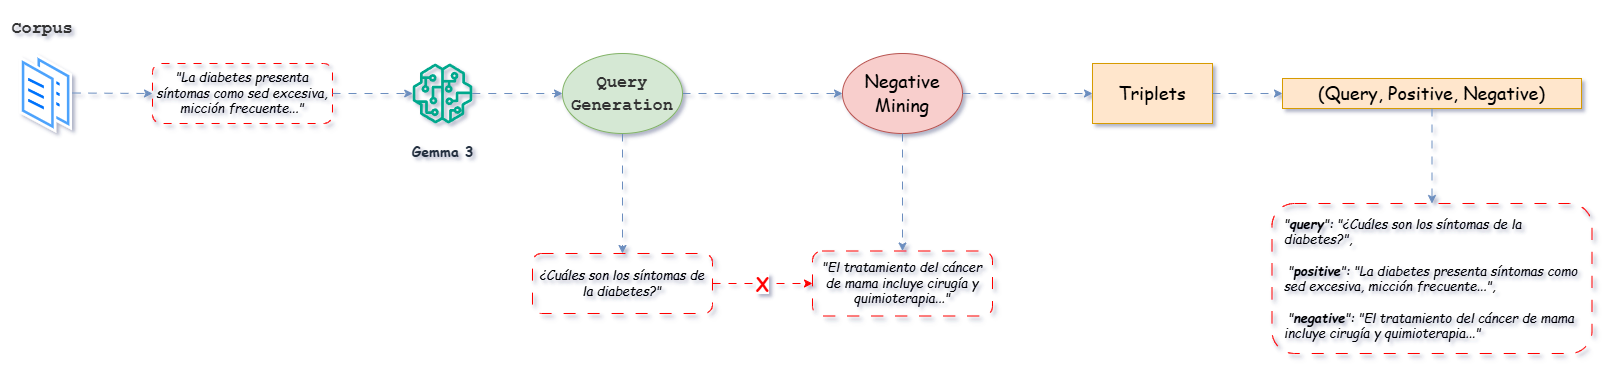 Corpus
"La diabetes presenta
síntomas como sed excesiva,
micción frecuente..."
Gemma 3
Query
Generation
Negative
Mining
Triplets
(Query, Positive, Negative)
¿Cuáles son los síntomas de
la diabetes?"
X
"El tratamiento del cáncer
de mama incluye cirugía y
quimioterapia..."
"query": "¿Cuáles son los síntomas de la
diabetes?",
"positive": "La diabetes presenta síntomas como
sed excesiva, micción frecuente...",
"negative": "El tratamiento del cáncer de mama
incluye cirugía y quimioterapia..."